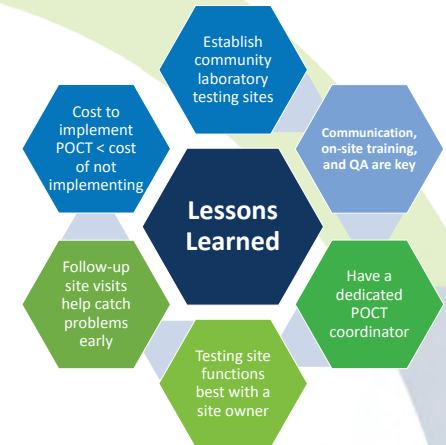 Establish
community
laboratory
testing sites
Communication,
on-site training,
and QA are key
Have a
dedicated
POCT
coordinator
Testing site
functions
best with a
site owner
Follow-up
site visits
help catch
problems
early
Cost to
implement
POCT < cost
of not
implementing
Lessons
Learned